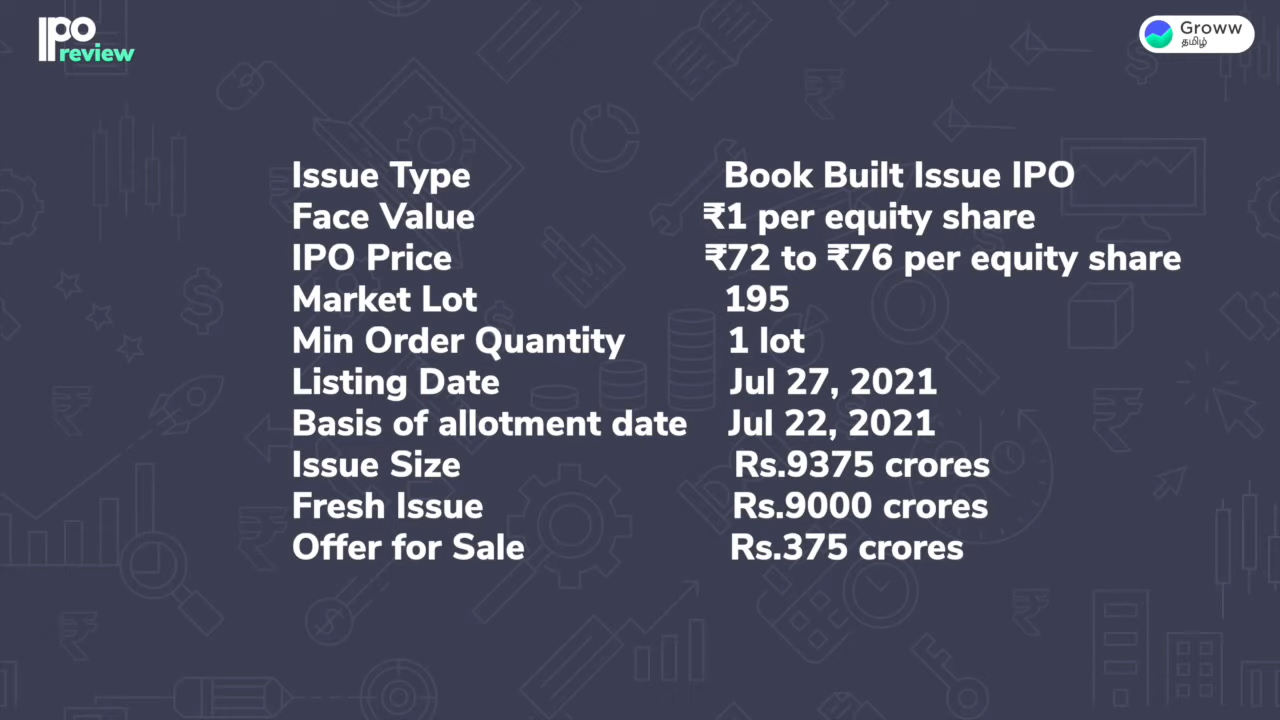 IPO
review
Groww
தமிழ்
Issue Type Book Built Issue IPO
Face Value ₹1 per equity share
IPO Price ₹72 to ₹76 per equity share
Market Lot 195
Min Order Quantity 1 lot
Listing Date Jul 27, 2021
Basis of allotment date Jul 22, 2021
Issue Size Rs.9375 crores
Fresh Issue Rs.9000 crores
Offer for Sale Rs.375 crores